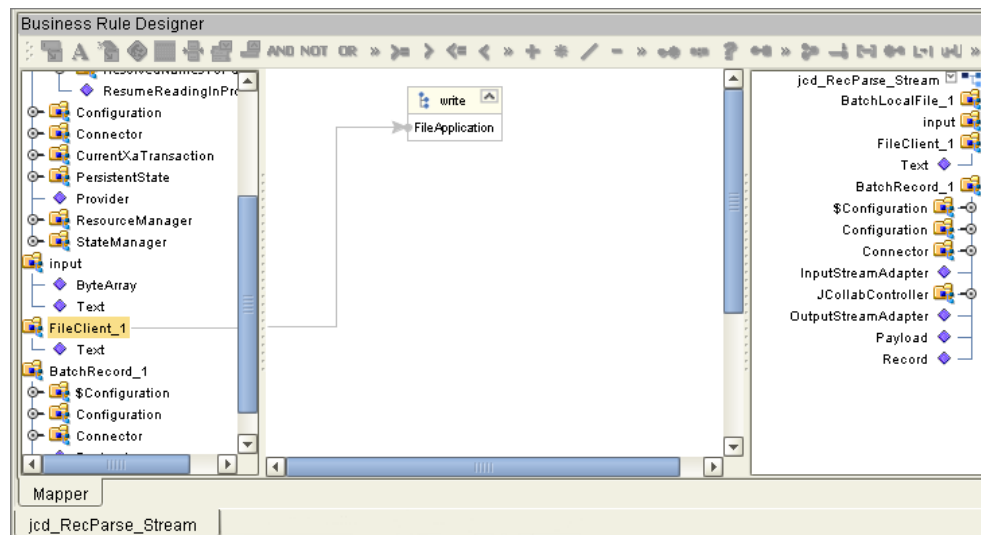 Business Rule Designer
AND NOT OR » >= > <= < » + * / - » ? » »
ResumeReadingInPro
Configuration
Connector
CurrentXaTransaction
PersistentState
Provider
ResourceManager
StateManager
input
ByteArray
Text
FileClient_1
Text
BatchRecord_1
$Configuration
Configuration
Connector
write
FileApplication
jcd_RecParse_Stream
BatchLocalFile_1
input
FileClient_1
Text
BatchRecord_1
$Configuration
Configuration
Connector
InputStreamAdapter
JCollabController
OutputStreamAdapter
Payload
Record
Mapper
jcd_RecParse_Stream